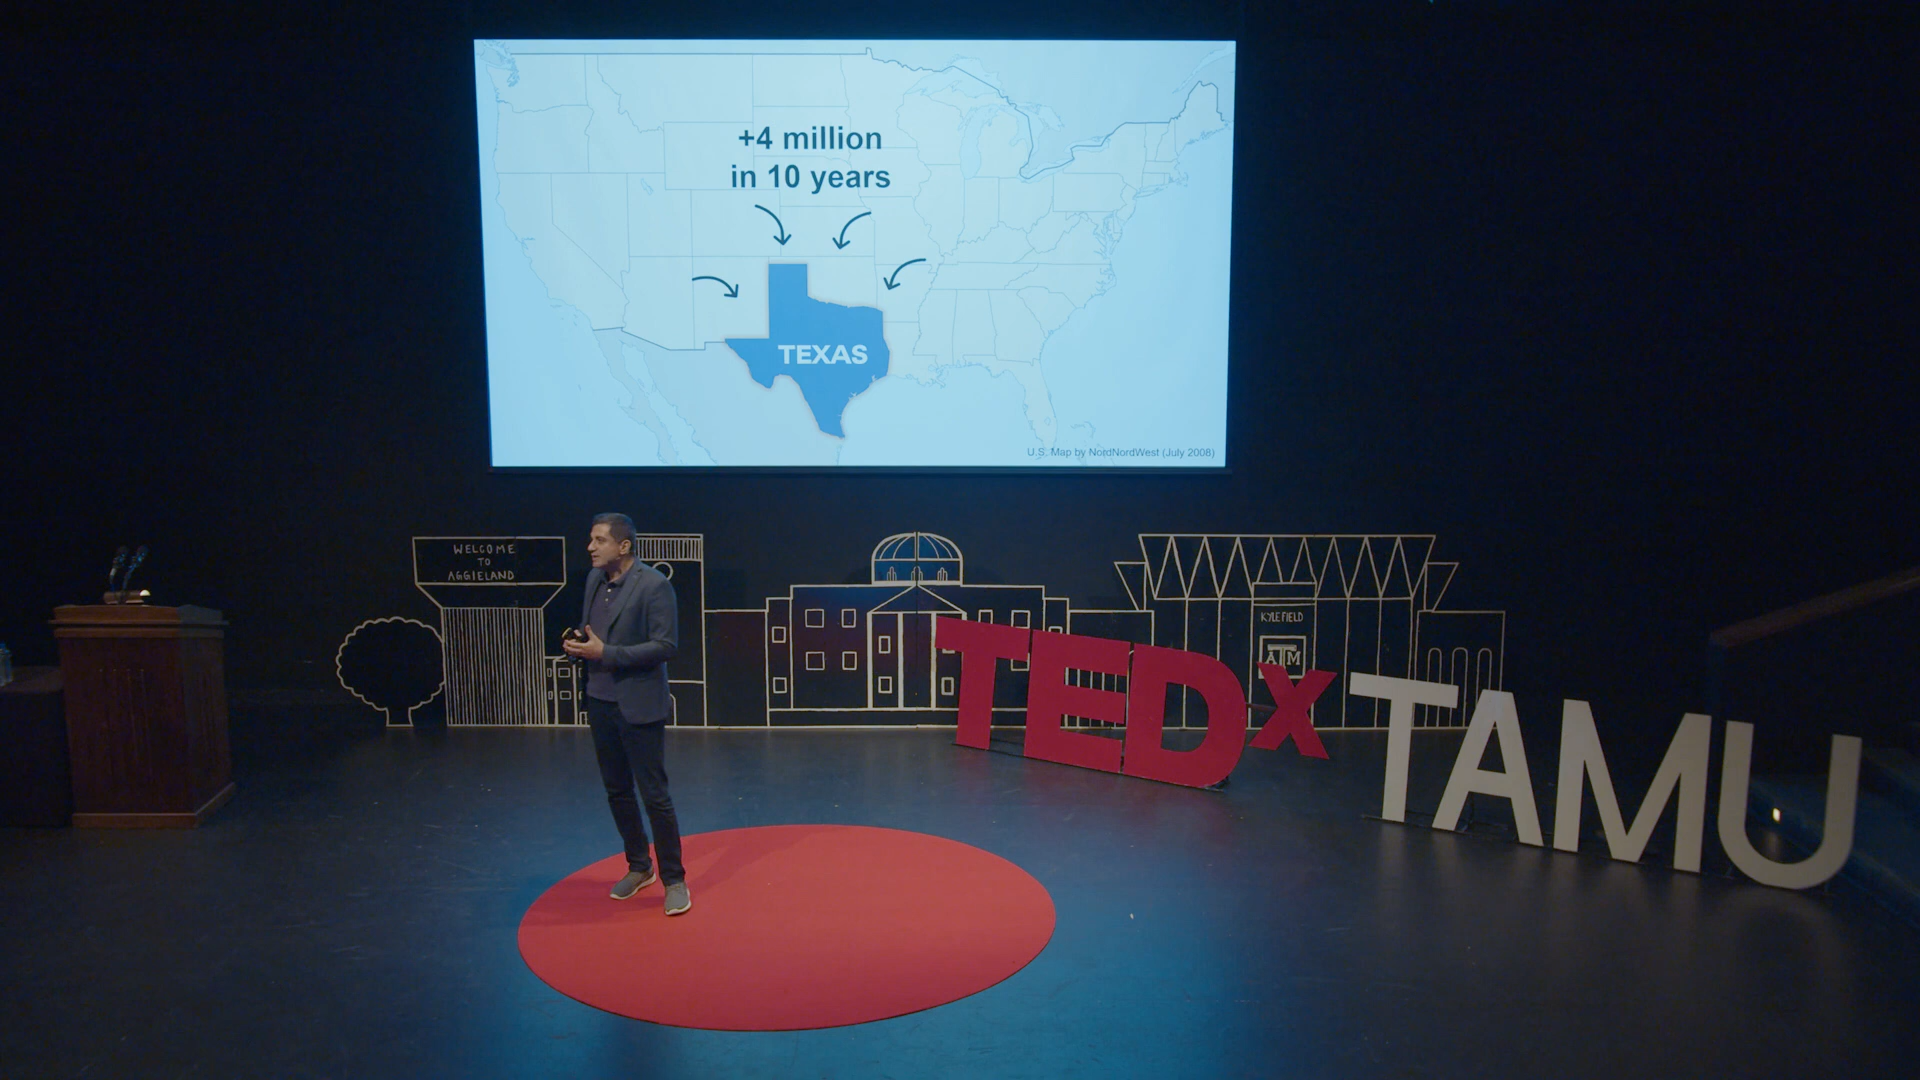 +4 million
in 10 years
TEXAS
U.S. Map by NordNordWest (July 2008)
WELCOME
TO
AGGIELAND
KYLE FIELD
ATM
TEDx
TAMU